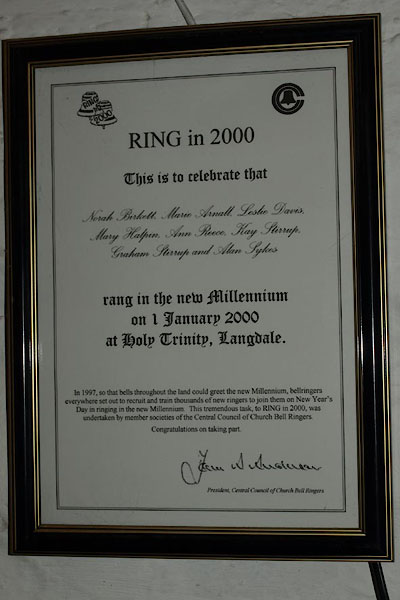 RING
IN
2000
RING in 2000
This is to celebrate that
Norah Birkett, Marie Arnall, Leslie Davis,
Mary Halpin, Ann Reece, Kay Stirrup,
Graham Stirrup and Alan Sykes
rang in the new Millennium
on 1 January 2000
at Holy Trinity, Langdale.
In 1997, so that bells throughout the land could greet the new Millennium, bellringers
everywhere set out to recruit and train thousands of new ringers to join them on New Year's
Day in ringing in the new Millennium. This tremendous task, to RING in 2000, was
undertaken by member societies of the Central Council of Church Bell Ringers.
Congratulations on taking part.
President, Central Council of Church Bell Ringers